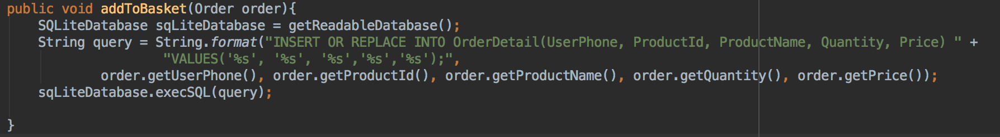 public void addToBasket(Order order){
SQLiteDatabase sqLiteDatabase = getReadableDatabase();
String query = String.format("INSERT OR REPLACE INTO OrderDetail(UserPhone, ProductId, ProductName, Quantity, Price) " +
"VALUES('%s', '%s', '%s','%s','%s');",
order.getUserPhone(), order.getProductId(), order.getProductName(), order.getQuantity(), order.getPrice());
sqLiteDatabase.execSQL(query);
}